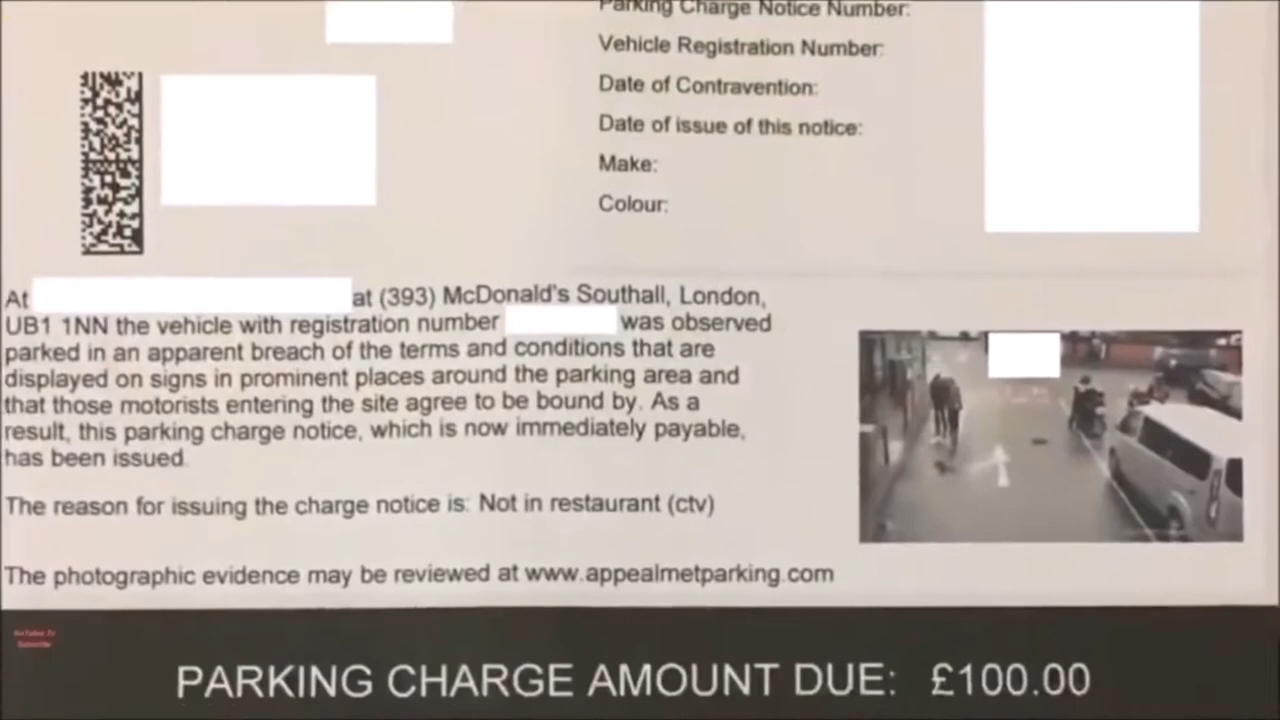 Parking Charge Notice Number:
Vehicle Registration Number:
Date of Contravention:
Date of issue of this notice:
Make:
Colour:
At at (393) McDonald's Southall, London,
UB1 1NN the vehicle with registration number was observed
parked in an apparent breach of the terms and conditions that are
displayed on signs in prominent places around the parking area and
that those motorists entering the site agree to be bound by. As a
result, this parking charge notice, which is now immediately payable,
has been issued.
The reason for issuing the charge notice is: Not in restaurant (ctv)
The photographic evidence may be reviewed at www.appealmetparking.com
Subscribe
PARKING CHARGE AMOUNT DUE: £100.00